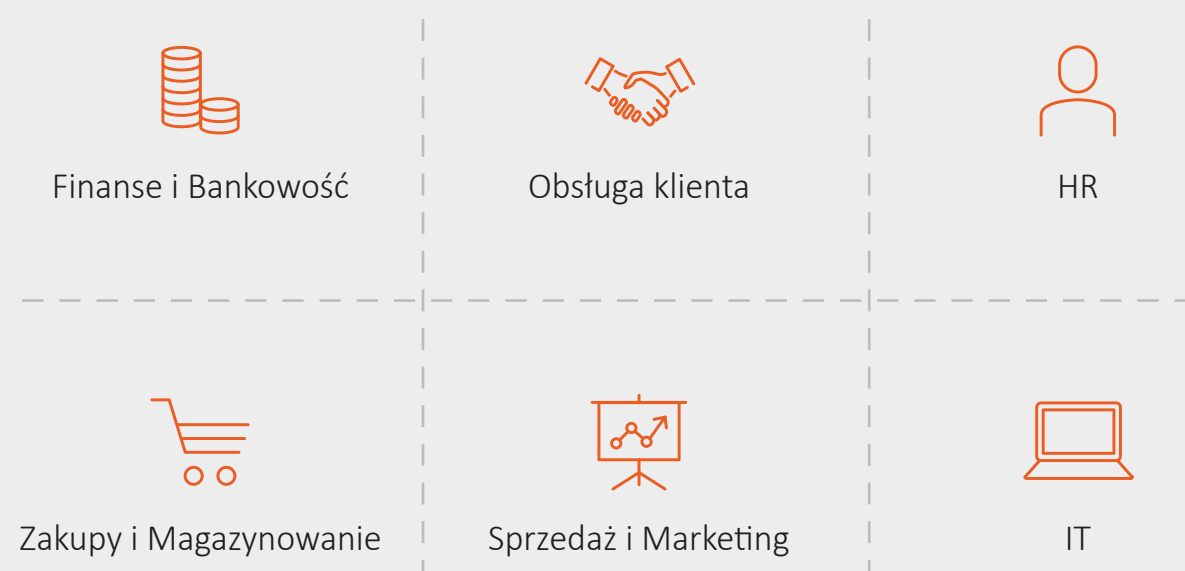 Finanse i Bankowość
Obsługa klienta
HR
Zakupy i Magazynowanie
Sprzedaż i Marketing
IT